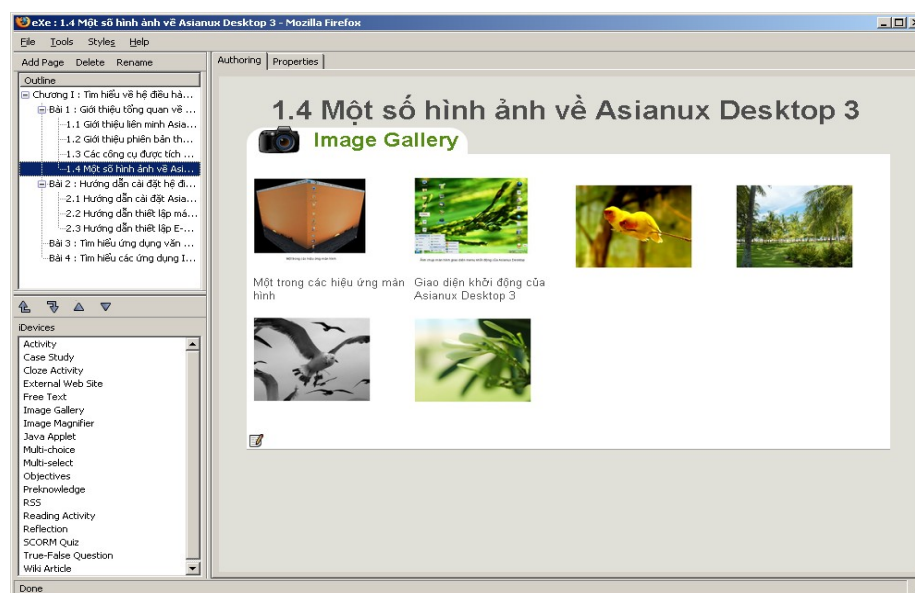 eXe : 1.4 Một số hình ảnh về Asianux Desktop 3 - Mozilla Firefox
File Tools Styles Help
Add Page Delete Rename
Authoring Properties
Outline
Chương I : Tìm hiểu về hệ điều hà...
Bài 1 : Giới thiệu tổng quan về ...
1.1 Giới thiệu liên minh Asia...
1.2 Giới thiệu phiên bản th...
1.3 Các công cụ được tích ...
1.4 Một số hình ảnh về Asi...
Bài 2 : Hướng dẫn cài đặt hệ đi...
2.1 Hướng dẫn cài đặt Asia...
2.2 Hướng dẫn thiết lập má...
2.3 Hướng dẫn thiết lập E-...
Bài 3 : Tìm hiểu ứng dụng văn ...
Bài 4 : Tìm hiểu các ứng dụng I...
iDevices
Activity
Case Study
Cloze Activity
External Web Site
Free Text
Image Gallery
Image Magnifier
Java Applet
Multi-choice
Multi-select
Objectives
Preknowledge
RSS
Reading Activity
Reflection
SCORM Quiz
True-False Question
Wiki Article
Done
1.4 Một số hình ảnh về Asianux Desktop 3
Image Gallery
Một trong các hiệu ứng màn
hình
Giao diện khởi động của
Asianux Desktop 3